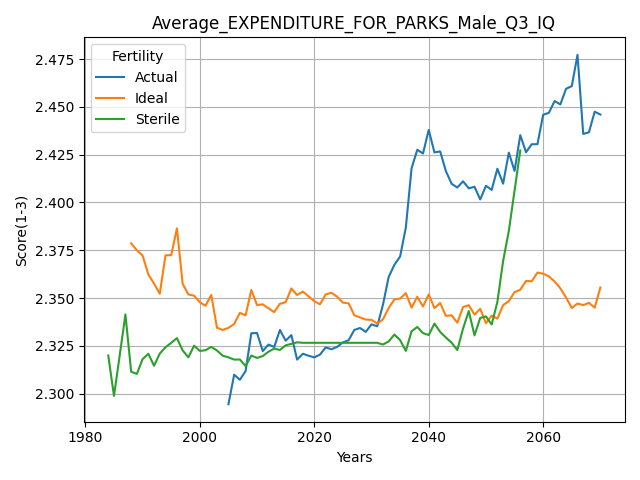 Average_EXPENDITURE_FOR_PARKS_Male_Q3_IQ
Fertility
Actual
Ideal
Sterile
Score(1-3)
2.475
2.450
2.425
2.400
2.375
2.350
2.325
2.300
1980 2000 2020 2040 2060
Years